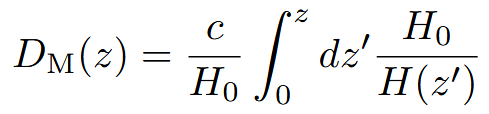 D_M(z) = \frac{c}{H_0} \int_0^z dz' \frac{H_0}{H(z')}